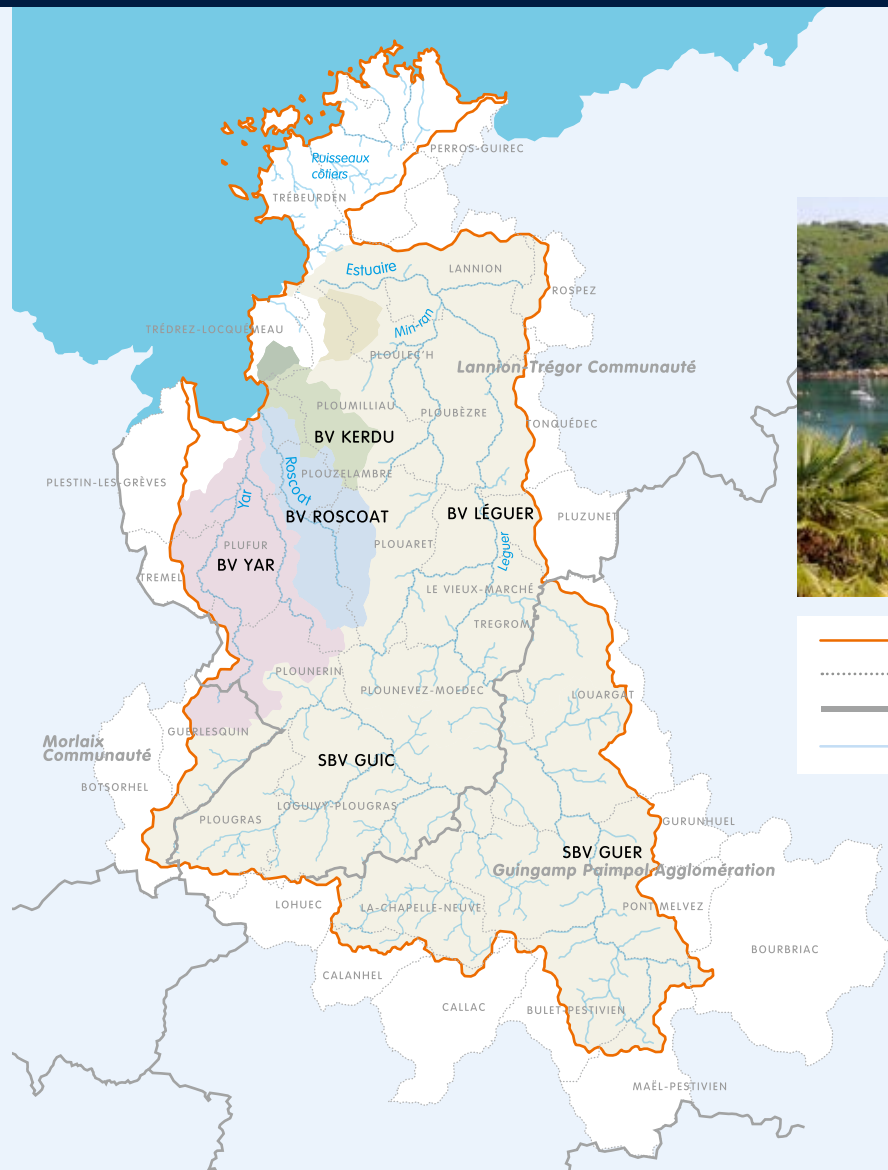 PERROS-GUIREC
Ruisseaux
côtiers
TRÉBEURDEN
Estuaire
LANNION
ROSPEZ
Min-ran
TRÉDREZ-LOCQUÉMEAU
PLOULEC'H
Lannion-Trégor Communauté
PLOUMILLIAU
PLOUBÈZRE
TONQUÉDEC
BV KERDU
PLOUZELAMBRE
PLESTIN-LES-GRÈVES
Yar
Roscoat
BV ROSCOAT
BV LÉGUER
PLUZUNET
PLUFUR
PLOUARET
Leguer
BV YAR
TREMEL
LE VIEUX-MARCHÉ
TREGROM
PLOUNERIN
PLOUNEVEZ-MOEDEC
LOUARGAT
GUERLESQUIN
Morlaix
Communauté
SBV GUIC
BOTSORHEL
LOGUIVY-PLOUGRAS
PLOUGRAS
GURUNHUEL
SBV GUER
Guingamp Paimpol Agglomération
LOHUEC
LA-CHAPELLE-NEUVE
PONT-MELVEZ
BOURBRIAC
CALANHEL
CALLAC
BULET-PESTIVIEN
MAËL-PESTIVIEN